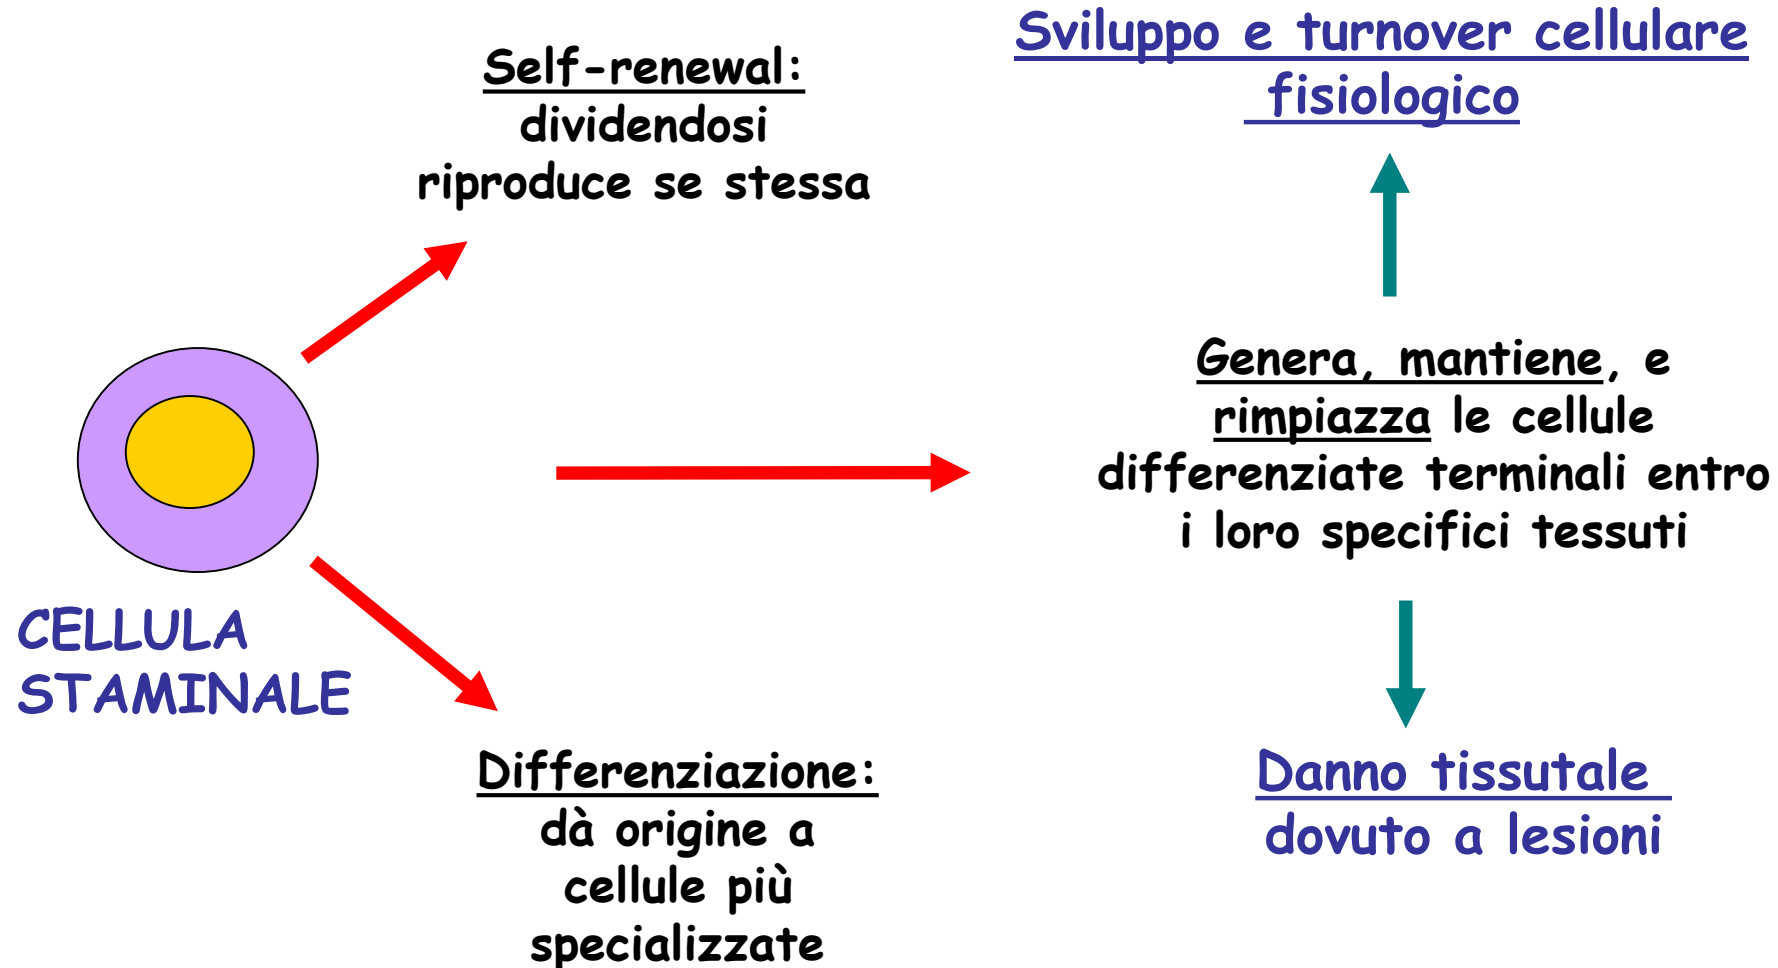 Self-renewal:
dividendosi
riproduce se stessa
Sviluppo e turnover cellulare
fisiologico
CELLULA
STAMINALE
Genera, mantiene, e
rimpiazza le cellule
differenziate terminali entro
i loro specifici tessuti
Differenziazione:
dà origine a
cellule più
specializzate
Danno tissutale
dovuto a lesioni